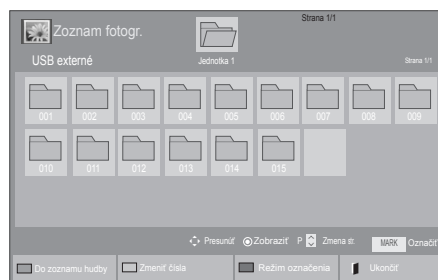 Strana 1/1
Zoznam fotogr.
USB externé
Jednotka 1
Strana 1/1
001 002 003 004 005 006 007 008 009
010 011 012 013 014 015
Presunúť Zobraziť P Zmena str. MARK Označiť
Do zoznamu hudby Zmeniť čísla Režim označenia Ukončiť